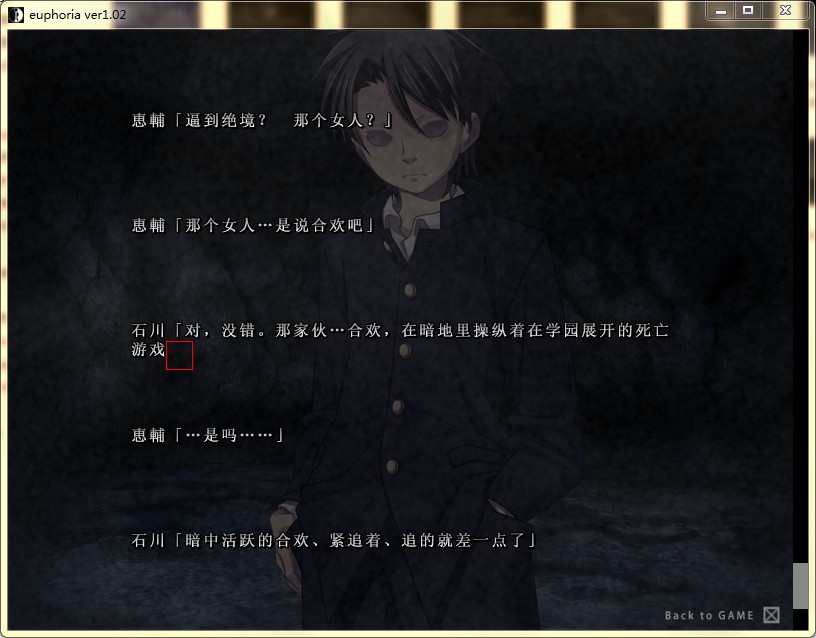 euphoria ver1.02
惠輔「逼到绝境？　那个女人？」
惠輔「那个女人…是说合欢吧」
石川「对，没错。那家伙…合欢，在暗地里操纵着在学园展开的死亡
游戏
惠輔「…是吗……」
石川「暗中活跃的合欢、紧追着、追的就差一点了」
Back to GAME